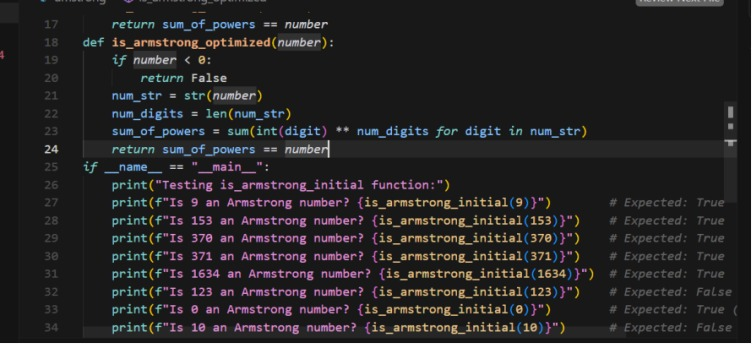 Review Next File
17 return sum_of_powers == number
18 def is_armstrong_optimized(number):
19 if number < 0:
20 return False
21 num_str = str(number)
22 num_digits = len(num_str)
23 sum_of_powers = sum(int(digit) ** num_digits for digit in num_str)
24 return sum_of_powers == number
25 if __name__ == "__main__":
26 print("Testing is_armstrong_initial function:")
27 print(f"Is 9 an Armstrong number? {is_armstrong_initial(9)}") # Expected: True
28 print(f"Is 153 an Armstrong number? {is_armstrong_initial(153)}") # Expected: True
29 print(f"Is 370 an Armstrong number? {is_armstrong_initial(370)}") # Expected: True
30 print(f"Is 371 an Armstrong number? {is_armstrong_initial(371)}") # Expected: True
31 print(f"Is 1634 an Armstrong number? {is_armstrong_initial(1634)}") # Expected: True
32 print(f"Is 123 an Armstrong number? {is_armstrong_initial(123)}") # Expected: False
33 print(f"Is 0 an Armstrong number? {is_armstrong_initial(0)}") # Expected: True (
34 print(f"Is 10 an Armstrong number? {is_armstrong_initial(10)}") # Expected: False